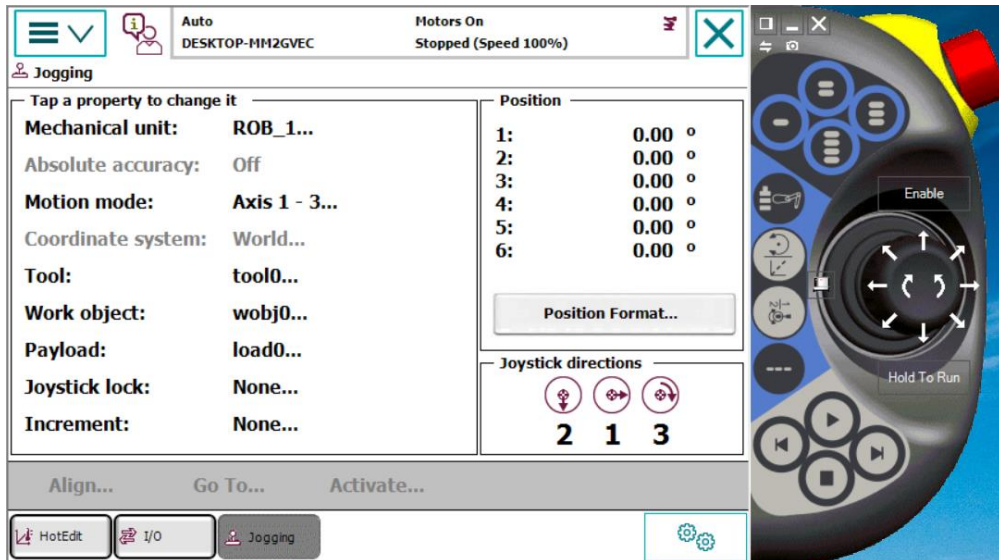 Auto
DESKTOP-MM2GVEC
Motors On
Stopped (Speed 100%)
Jogging
Tap a property to change it
Mechanical unit: ROB_1...
Absolute accuracy: Off
Motion mode: Axis 1 - 3...
Coordinate system: World...
Tool: tool0...
Work object: wobj0...
Payload: load0...
Joystick lock: None...
Increment: None...
Position
1: 0.00 º
2: 0.00 º
3: 0.00 º
4: 0.00 º
5: 0.00 º
6: 0.00 º
Position Format...
Joystick directions
2 1 3
Align... Go To... Activate...
HotEdit I/O Jogging
Enable
Hold To Run